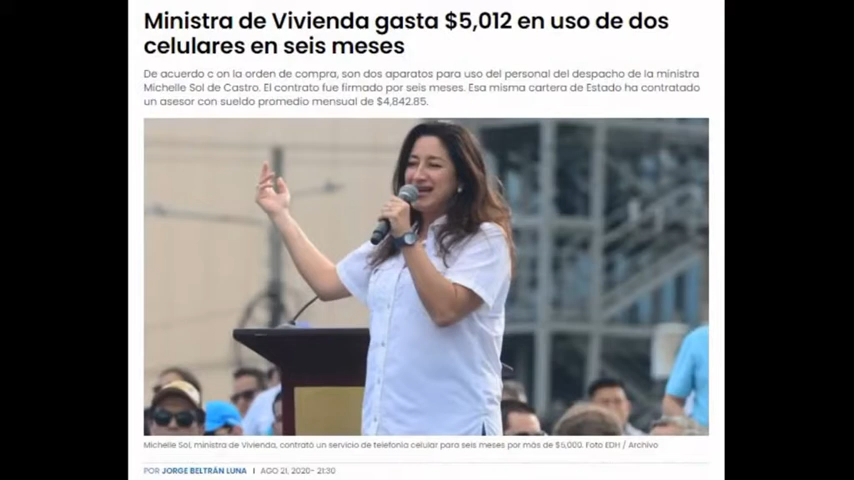 Ministra de Vivienda gasta $5,012 en uso de dos
celulares en seis meses
De acuerdo c on la orden de compra, son dos aparatos para uso del personal del despacho de la ministra
Michelle Sol de Castro. El contrato fue firmado por seis meses. Esa misma cartera de Estado ha contratado
un asesor con sueldo promedio mensual de $4,842.85.
Michelle Sol, ministra de Vivienda, contrató un servicio de telefonía celular para seis meses por más de $5,000. Foto EDH / Archivo
POR JORGE BELTRÁN LUNA | AGO 21, 2020- 21:30